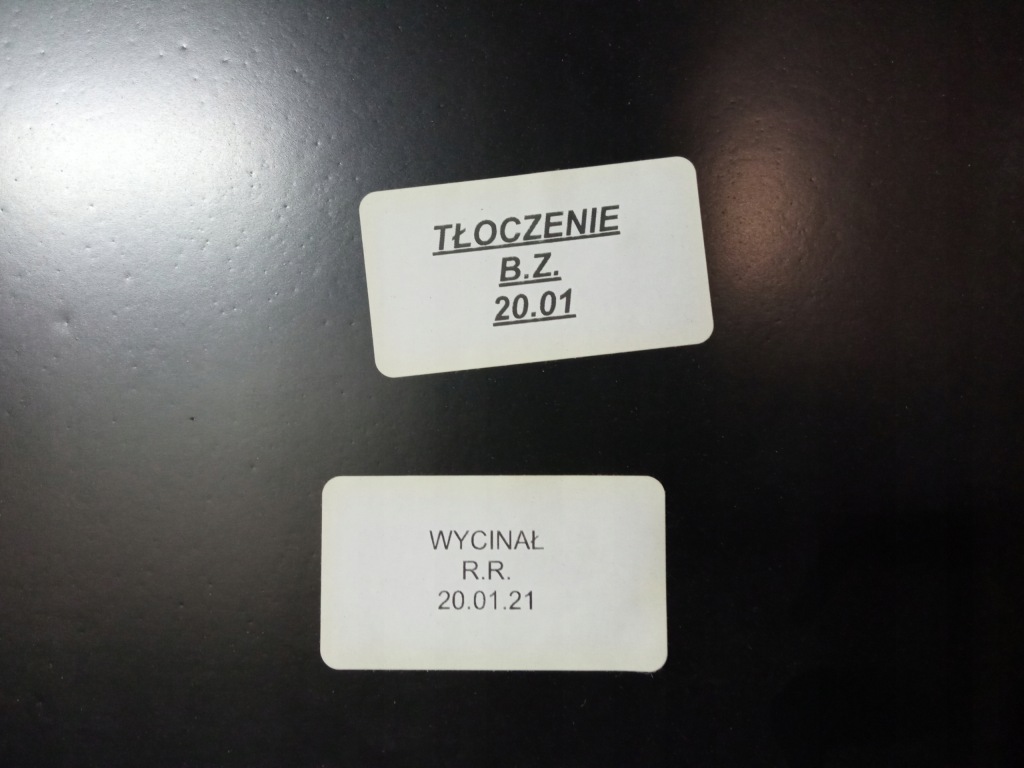 TŁOCZENIE
B.Z.
20.01
WYCINAŁ
R.R.
20.01.21